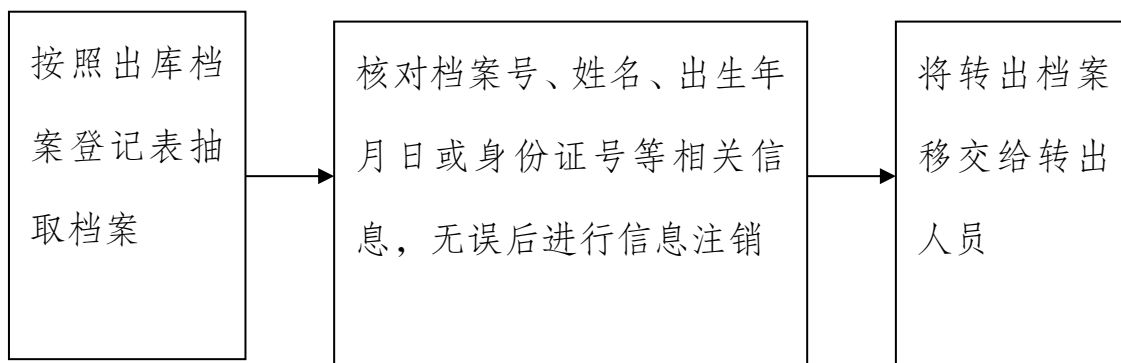 按照出库档
案登记表抽
取档案
核对档案号、姓名、出生年
月日或身份证号等相关信
息，无误后进行信息注销
将转出档案
移交给转出
人员